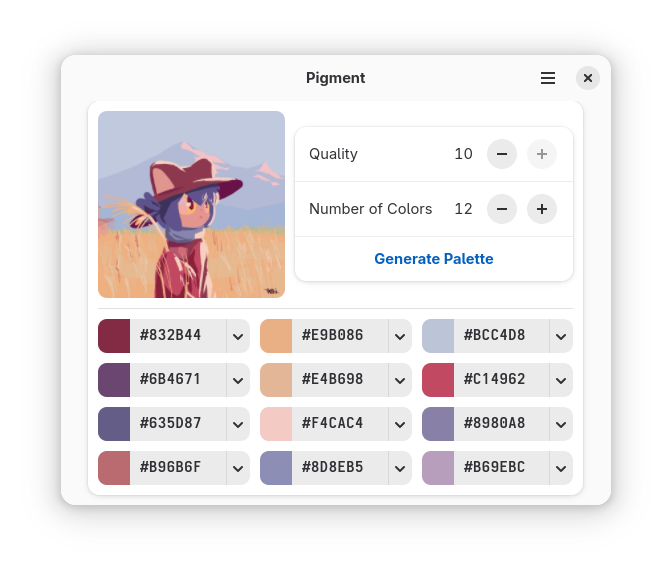 Pigment
Quality 10
Number of Colors 12
Generate Palette
#832B44 #E9B086 #BCC4D8
#6B4671 #E4B698 #C14962
#635D87 #F4CAC4 #8980A8
#B96B6F #8D8EB5 #B69EBC